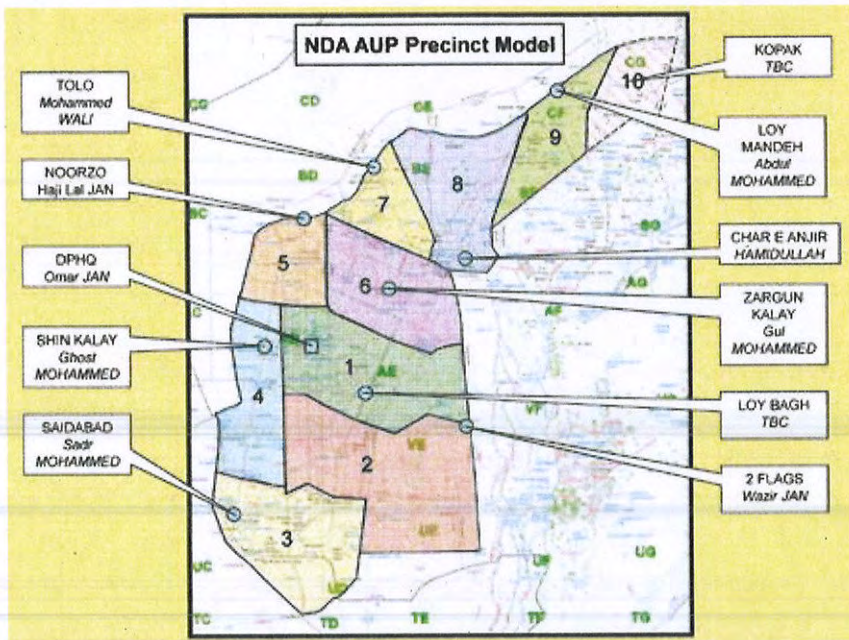 NDA AUP Precinct Model
TOLO
Mohammed
WALI
NOORZO
Haji Lal JAN
DPHQ
Omar JAN
SHIN KALAY
Ghost
MOHAMMED
SAIDABAD
Sadr
MOHAMMED
KOPAK
TBC
LOY
MANDEH
Abdul
MOHAMMED
CHAR E ANJIR
HAMIDULLAH
ZARGUN
KALAY
Gul
MOHAMMED
LOY BAGH
TBC
2 FLAGS
Wazir JAN
CG
10
CD
CE
CF
9
BD
BE
8
7
BC
BG
5
6
AG
AF
1
AE
4
VF
2
VE
3
UE
UC
UD
UF
UG
TC
TD
TE
TF
TG